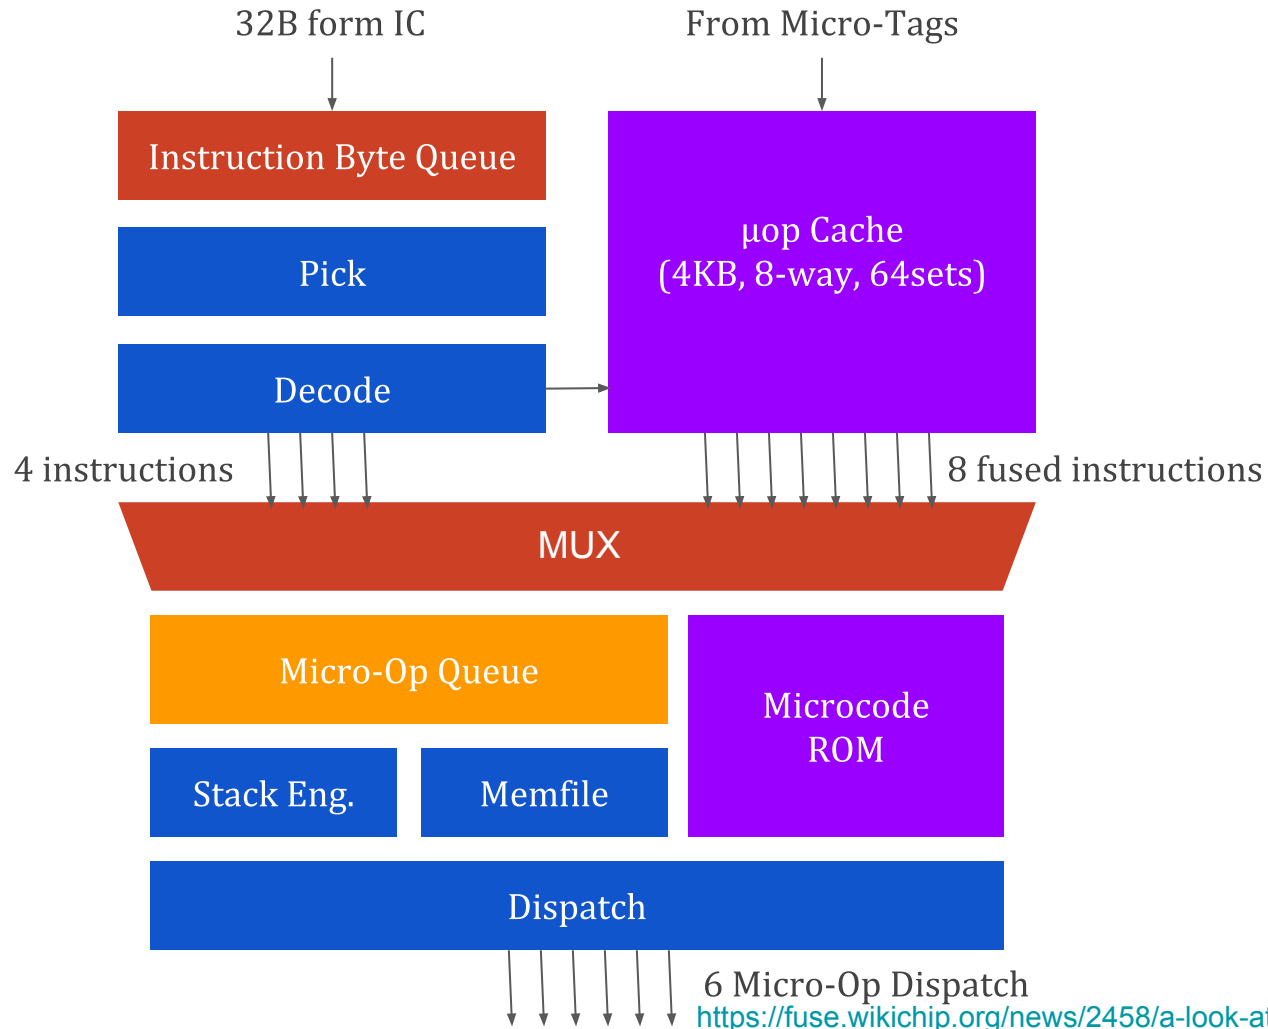 32B form IC
From Micro-Tags
Instruction Byte Queue
μop Cache
(4KB, 8-way, 64sets)
Pick
Decode
4 instructions
8 fused instructions
MUX
Micro-Op Queue
Microcode
ROM
Stack Eng.
Memfile
Dispatch
6 Micro-Op Dispatch
https://fuse.wikichip.org/news/2458/a-look-at